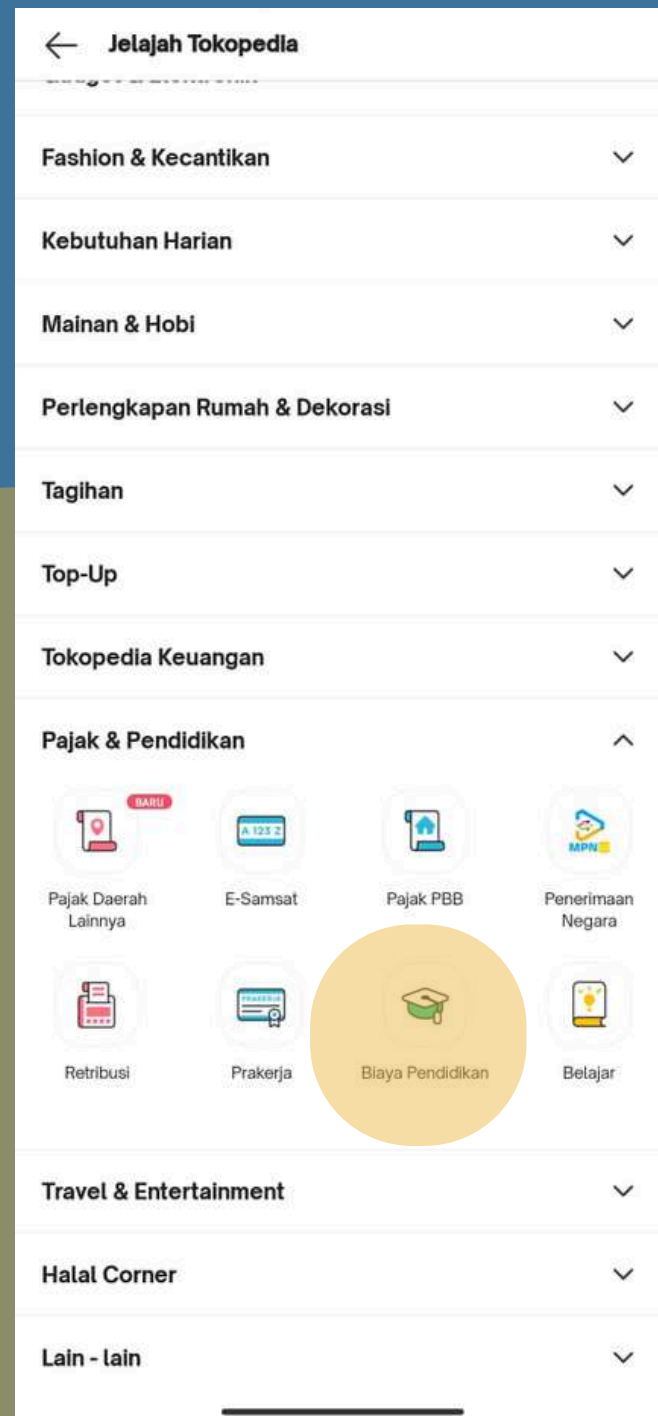 Jelajah Tokopedia
Fashion & Kecantikan
Kebutuhan Harian
Mainan & Hobi
Perlengkapan Rumah & Dekorasi
Tagihan
Top-Up
Tokopedia Keuangan
Pajak & Pendidikan
BARU
A 123 Z
MPN
Pajak Daerah
Lainnya
E-Samsat
Pajak PBB
Penerimaan
Negara
PRAKERJA
Retribusi
Prakerja
Biaya Pendidikan
Belajar
Travel & Entertainment
Halal Corner
Lain - lain